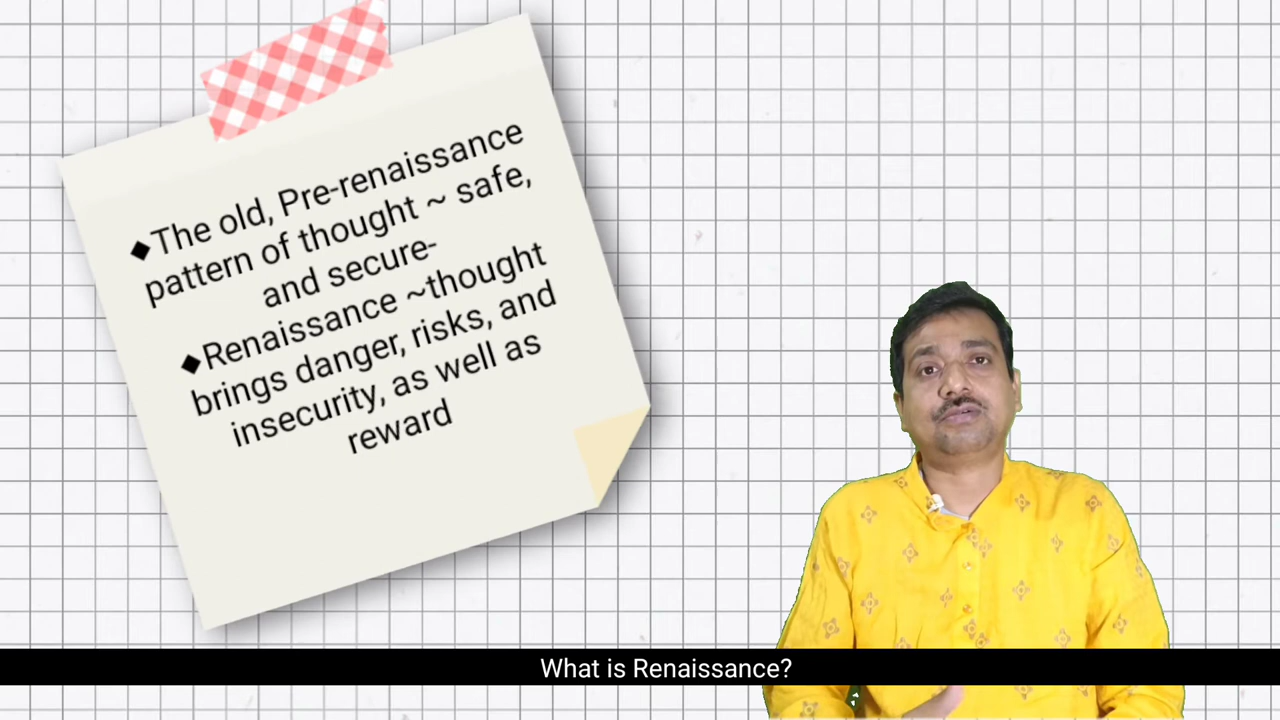 ◆The old, Pre-renaissance
pattern of thought ~ safe,
and secure-
◆Renaissance ~thought
brings danger, risks, and
insecurity, as well as
reward
What is Renaissance?